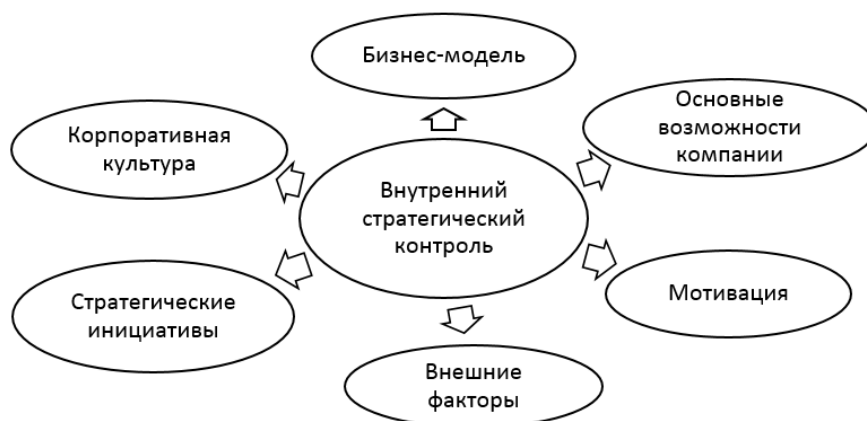 Бизнес-модель
Основные
возможности
компании
Корпоративная
культура
Внутренний
стратегический
контроль
Стратегические
инициативы
Мотивация
Внешние
факторы